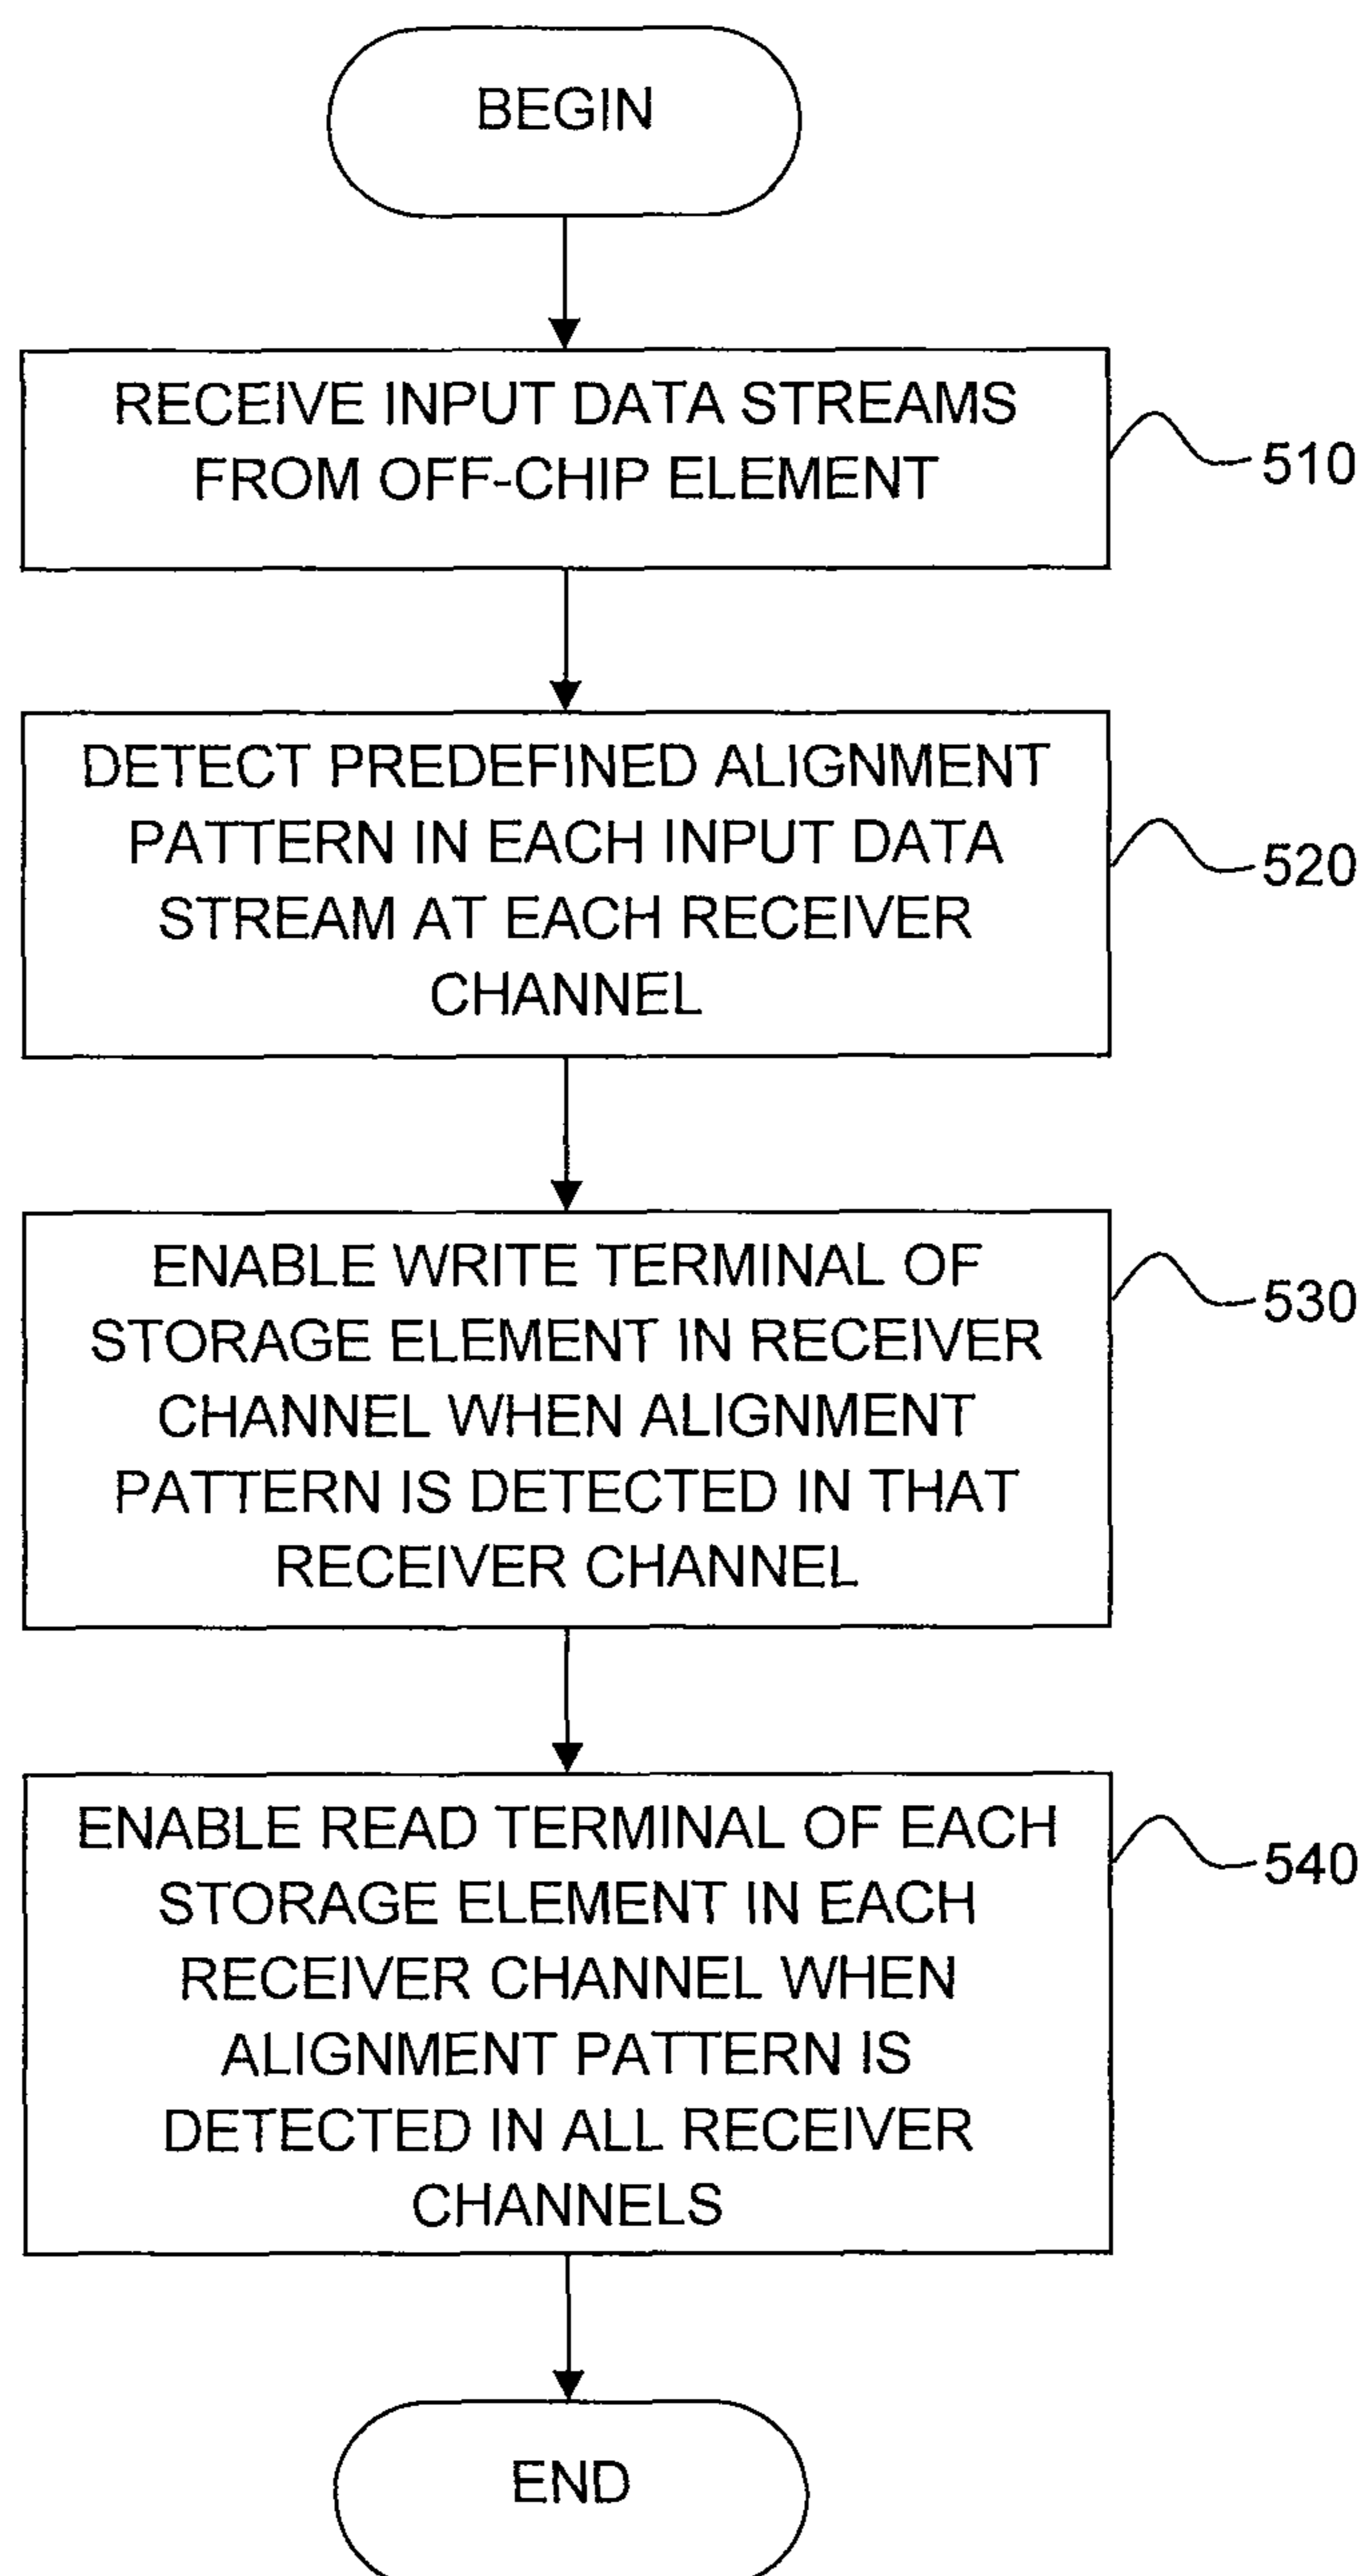 BEGIN
RECEIVE INPUT DATA STREAMS
FROM OFF-CHIP ELEMENT
510
DETECT PREDEFINED ALIGNMENT
PATTERN IN EACH INPUT DATA
STREAM AT EACH RECEIVER
CHANNEL
520
ENABLE WRITE TERMINAL OF
STORAGE ELEMENT IN RECEIVER
CHANNEL WHEN ALIGNMENT
PATTERN IS DETECTED IN THAT
RECEIVER CHANNEL
530
ENABLE READ TERMINAL OF EACH
STORAGE ELEMENT IN EACH
RECEIVER CHANNEL WHEN
ALIGNMENT PATTERN IS
DETECTED IN ALL RECEIVER
CHANNELS
540
END